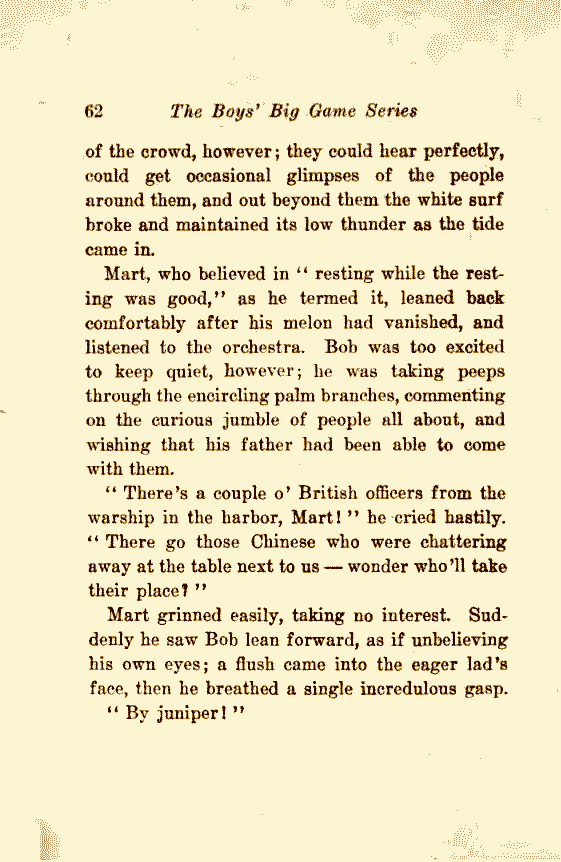 62 The Boys' Big Game Series
of the crowd, however; they could hear perfectly,
could get occasional glimpses of the people
around them, and out beyond them the white surf
broke and maintained its low thunder as the tide
came in.
Mart, who believed in " resting while the rest-
ing was good," as he termed it, leaned back
comfortably after his melon had vanished, and
listened to the orchestra. Bob was too excited
to keep quiet, however; he was taking peeps
through the encircling palm branches, commenting
on the curious jumble of people all about, and
wishing that his father had been able to come
with them.
" There's a couple o' British officers from the
warship in the harbor, Mart! " he cried hastily.
" There go those Chinese who were chattering
away at the table next to us — wonder who'll take
their place? "
Mart grinned easily, taking no interest. Sud-
denly he saw Bob lean forward, as if unbelieving
his own eyes; a flush came into the eager lad's
face, then he breathed a single incredulous gasp.
" By juniper! "